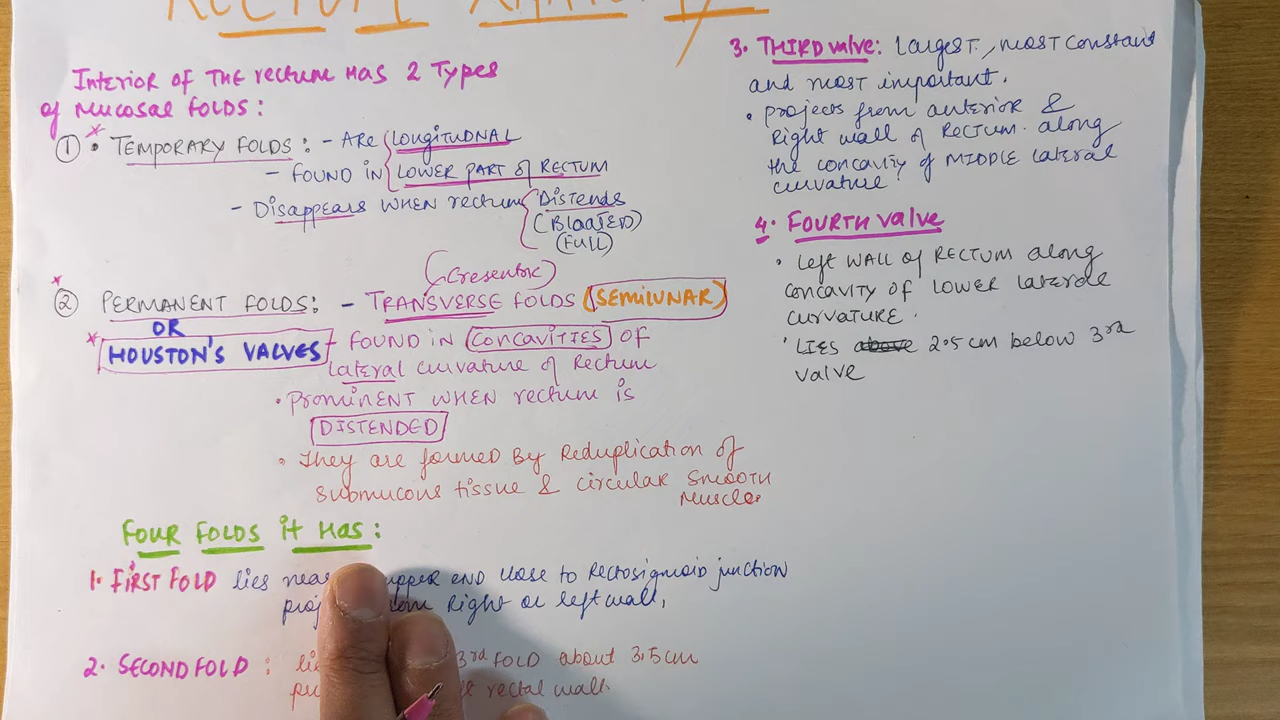 RECTUM ANATOMY
INTERIOR OF THE rectum HAS 2 Types
of Mucosal FOLDS:
① • TEMPORARY FOLDS: - ARE LONGITUDNAL
- FOUND IN LOWER PART OF RECTUM
- DISappears WHEN rectum DISTENDS
(BLOATED)
(FULL)
(Cresentric)
② PERMANENT FOLDS: - TRANSVERSE FOLDS (SEMILUNAR)
OR
HOUSTON'S VALVES - FOUND IN CONCAVITIES OF
lateral curvature of Rectum
• PromINENT WHEN rectum is
DISTENDED
• They are formed By Reduplication of
submucous tissue & circular SMOOTH
Muscle.
FOUR FOLDS it Has:
1. FIRST FOLD lies near upper END close to Rectosigmoid junction
from Right or left wall,
2. SECOND FOLD: 3rd FOLD about 3.5cm
rectal wall.
3. THIRD valve: Largest, most constant
and most important.
• projects from anterior &
Right wall of RECTUM. along
the concavity of MIDDLE lateral
curvature.
4. FOURTH valve
• Left WALL of RECTUM along
concavity OF LOWER laterale
curvature.
• LIES above 2.5 cm below 3rd
valve